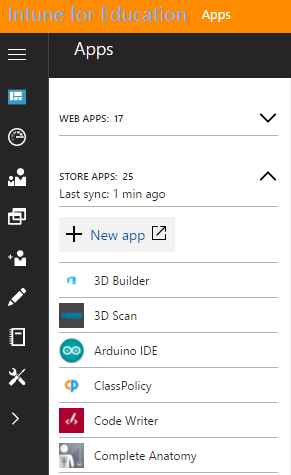 Intune for Education Apps
Apps
WEB APPS: 17
STORE APPS: 25
Last sync: 1 min ago
New app
3D Builder
3D Scan
Arduino IDE
ClassPolicy
Code Writer
Complete Anatomy